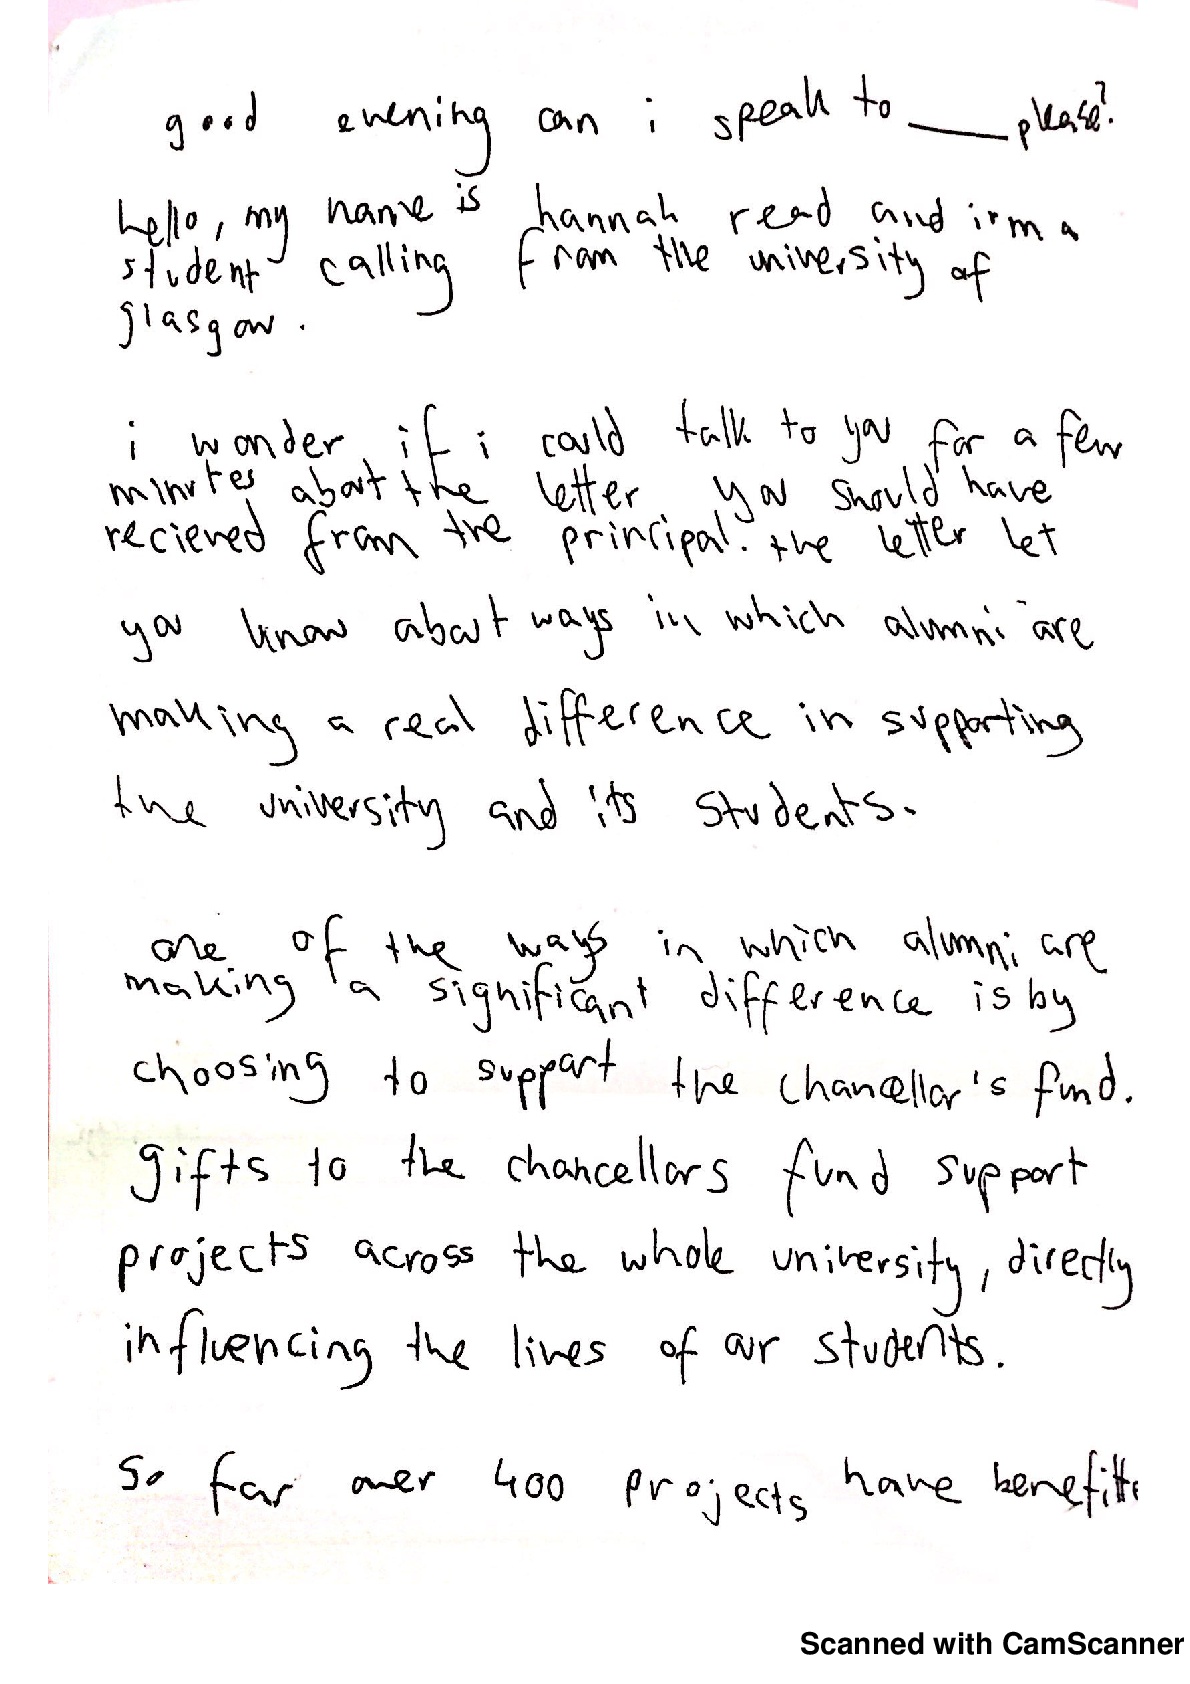 good evening can i speak to ____ please?
hello, my name is hannah read and i'm a
student calling from the university of
glasgow.
i wonder if i could talk to you for a few
minutes about the letter you should have
recieved from the principal. the letter let
you know about ways in which alumni are
making a real difference in supporting
the university and its students.
one of the ways in which alumni are
making a significant difference is by
choosing to support the chancellor's fund.
gifts to the chancellors fund support
projects across the whole university, directly
influencing the lives of our students.
So far over 400 projects have benefitte
Scanned with CamScanner